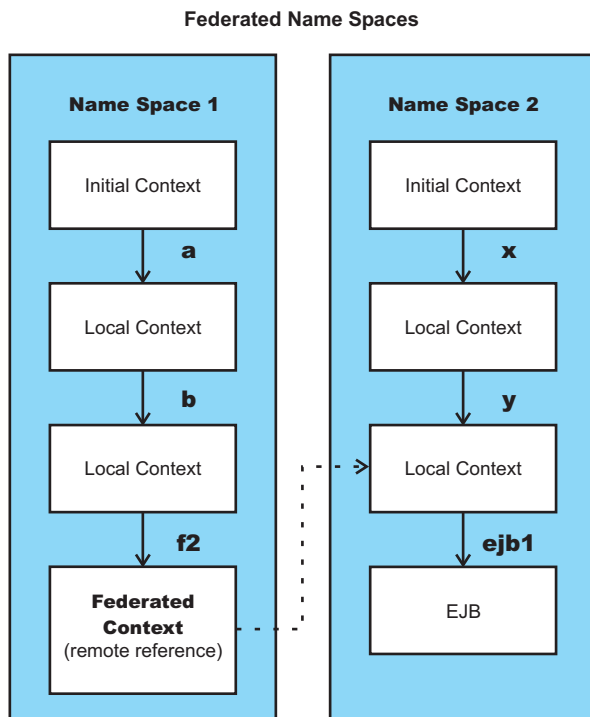 Federated Name Spaces
Name Space 1
Initial Context
a
Local Context
b
Local Context
f2
Federated
Context
(remote reference)
Name Space 2
Initial Context
x
Local Context
y
Local Context
ejb1
EJB